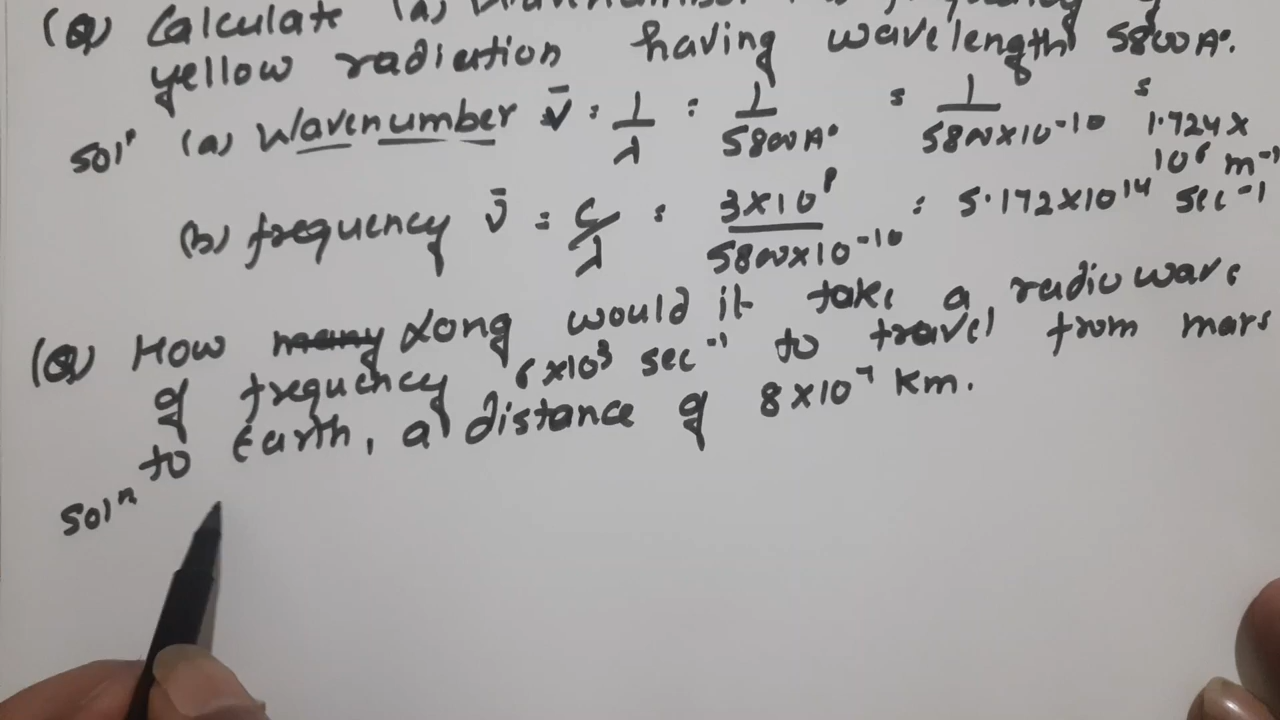 (Q) Calculate (a) Wavenumber frequency of
yellow radiation having wavelength 5800A°.
solⁿ (a) Wavenumber v̄ = 1/λ = 1/5800A° = 1/5800×10⁻¹⁰ = 1.724×10⁶ m⁻¹
(b) frequency v̄ = c/λ = 3×10⁸/5800×10⁻¹⁰ = 5.172×10¹⁴ sec⁻¹
(Q) How many Long would it take a radio wave
of frequency 6×10³ sec⁻¹ to travel from mars
to Earth, a distance of 8×10⁷ Km.
solⁿ